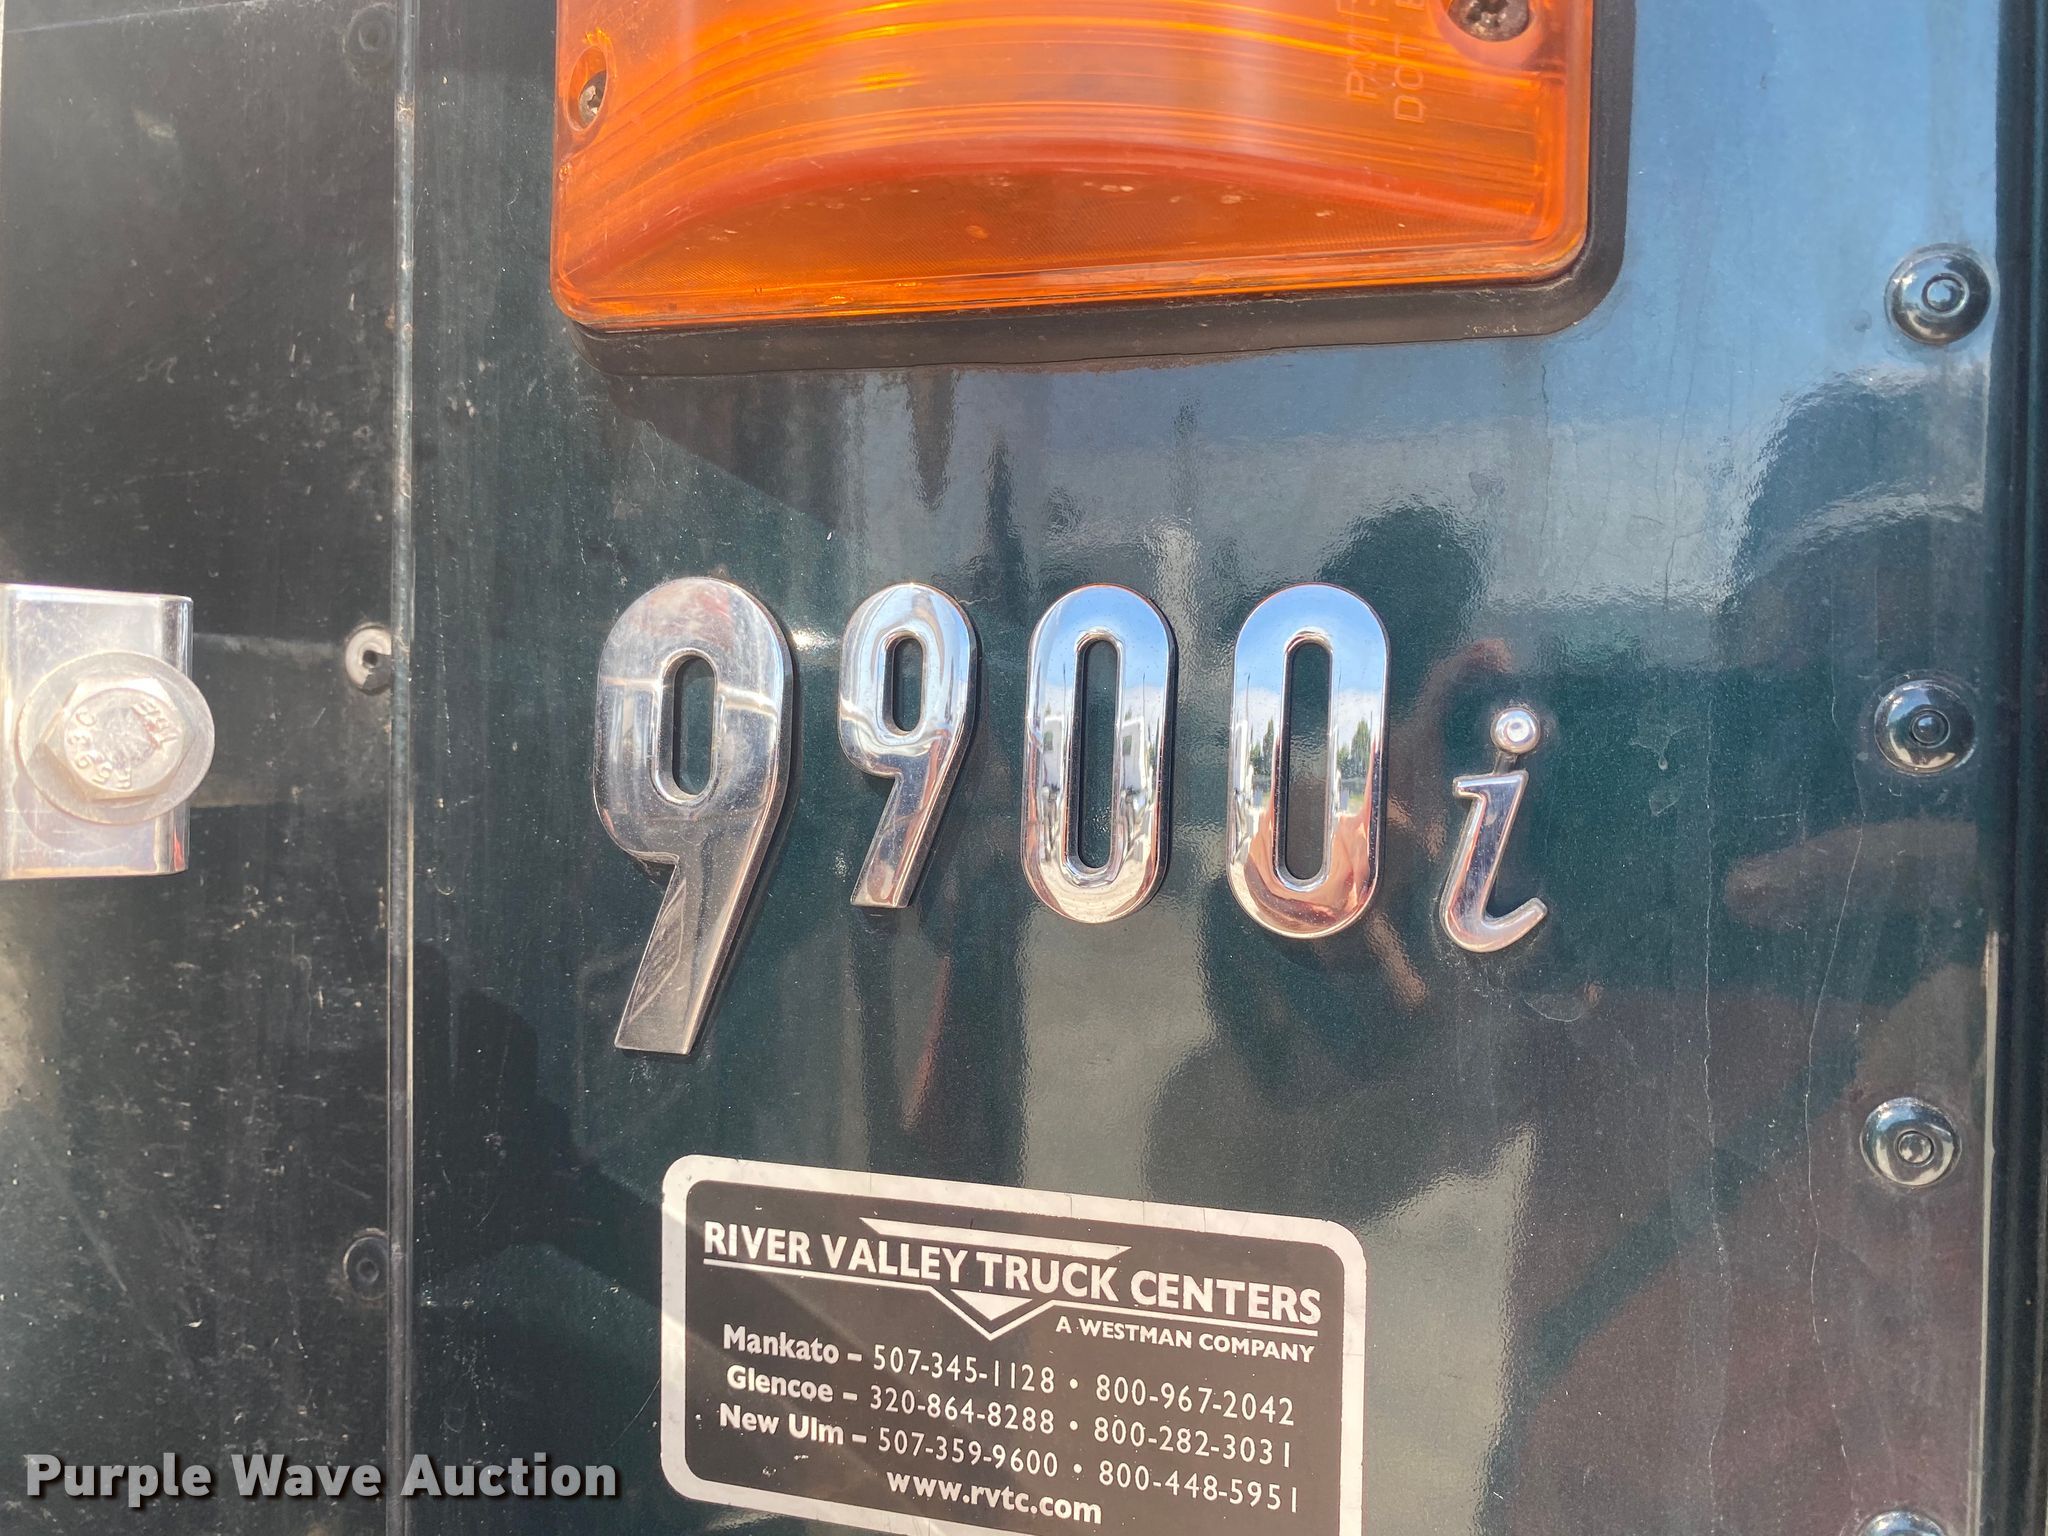 DOT
9900i
RIVER VALLEY TRUCK CENTERS
A WESTMAN COMPANY
Mankato – 507-345-1128 • 800-967-2042
Glencoe – 320-864-8288 • 800-282-3031
New Ulm – 507-359-9600 • 800-448-5951
www.rvtc.com
Purple Wave Auction